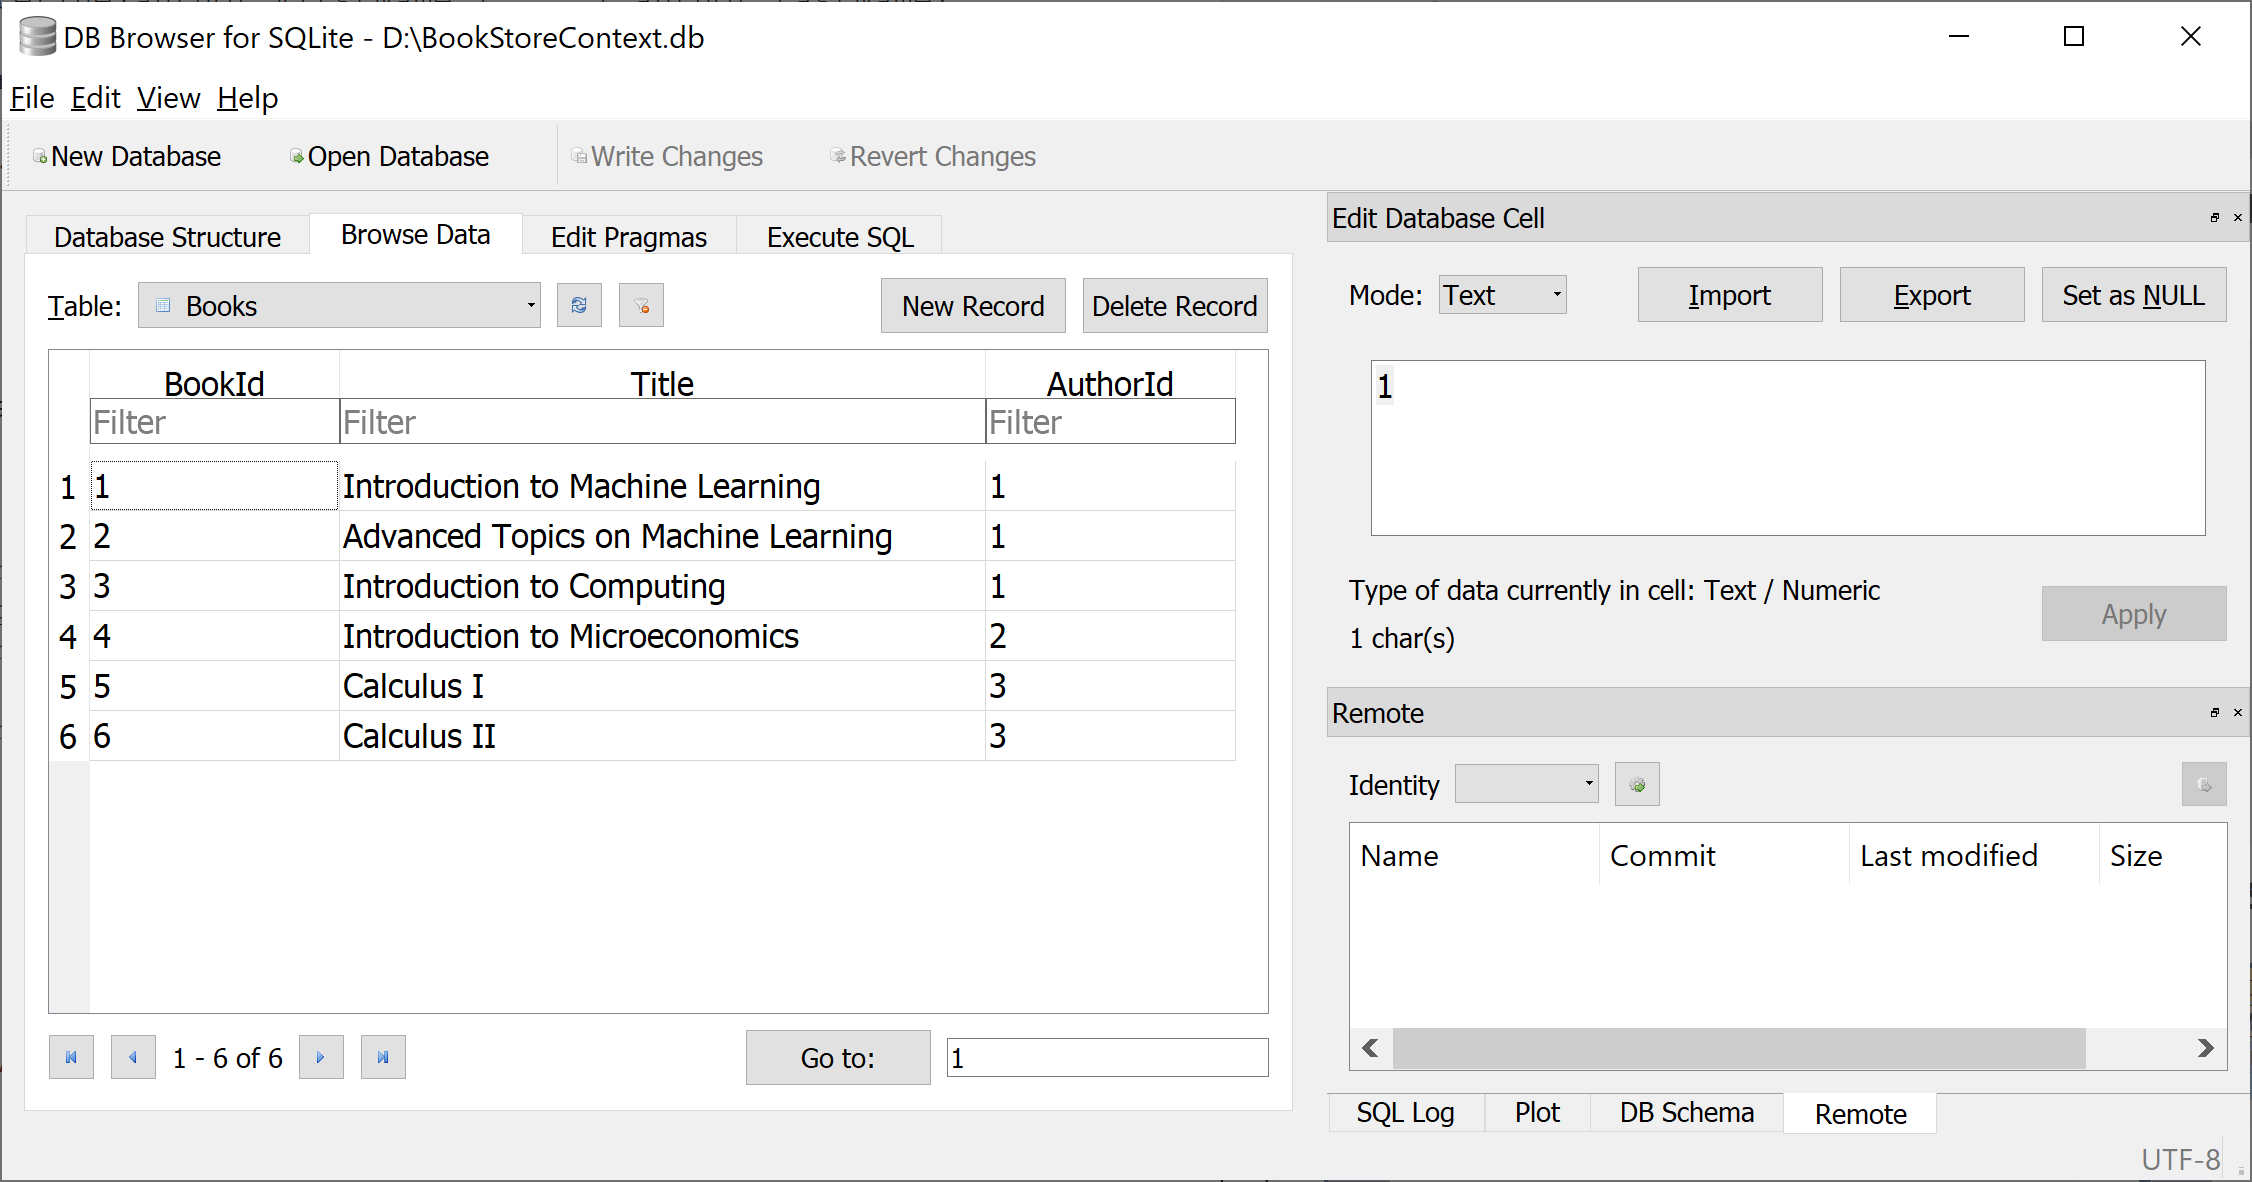 DB Browser for SQLite - D:\BookStoreContext.db
File Edit View Help
New Database Open Database Write Changes Revert Changes
Database Structure Browse Data Edit Pragmas Execute SQL
Table: Books New Record Delete Record
BookId Title AuthorId
Filter Filter Filter
1 1 Introduction to Machine Learning 1
2 2 Advanced Topics on Machine Learning 1
3 3 Introduction to Computing 1
4 4 Introduction to Microeconomics 2
5 5 Calculus I 3
6 6 Calculus II 3
1 - 6 of 6 Go to: 1
Edit Database Cell
Mode: Text Import Export Set as NULL
1
Type of data currently in cell: Text / Numeric
1 char(s)
Apply
Remote
Identity
Name Commit Last modified Size
SQL Log Plot DB Schema Remote
UTF-8